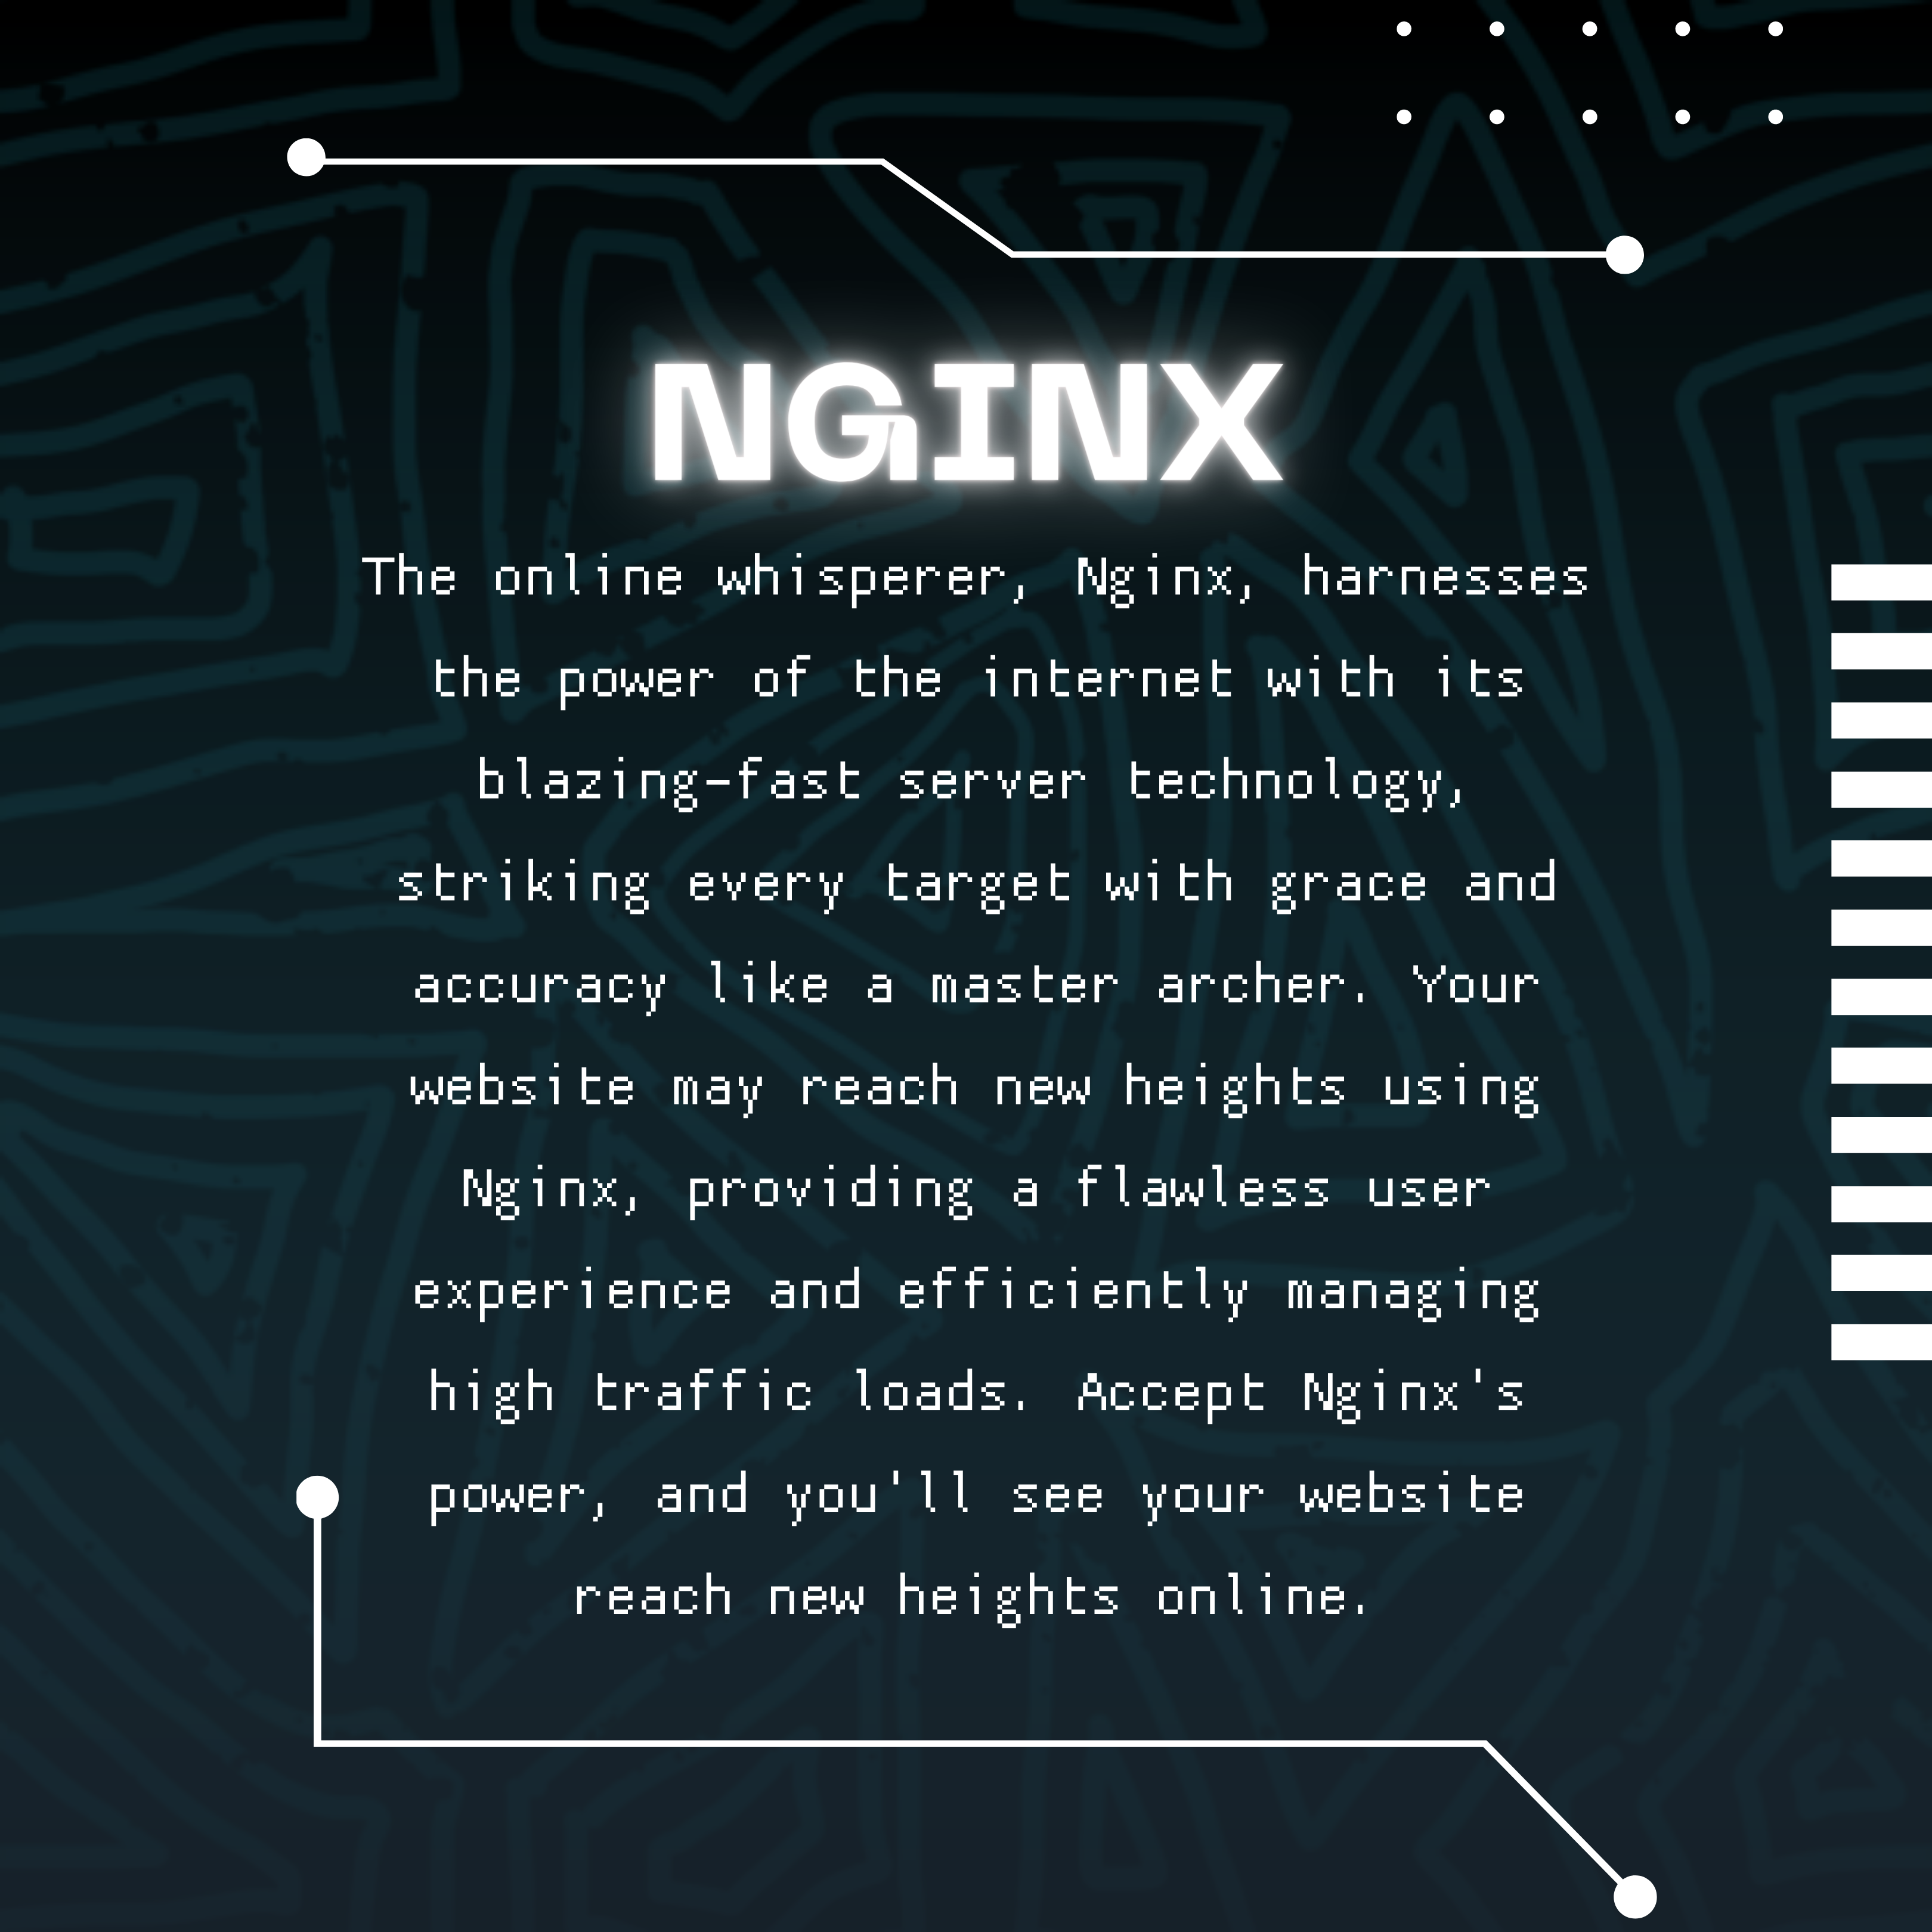 NGINX
The online whisperer, Nginx, harnesses
the power of the internet with its
blazing-fast server technology,
striking every target with grace and
accuracy like a master archer. Your
website may reach new heights using
Nginx, providing a flawless user
experience and efficiently managing
high traffic loads. Accept Nginx's
power, and you'll see your website
reach new heights online.